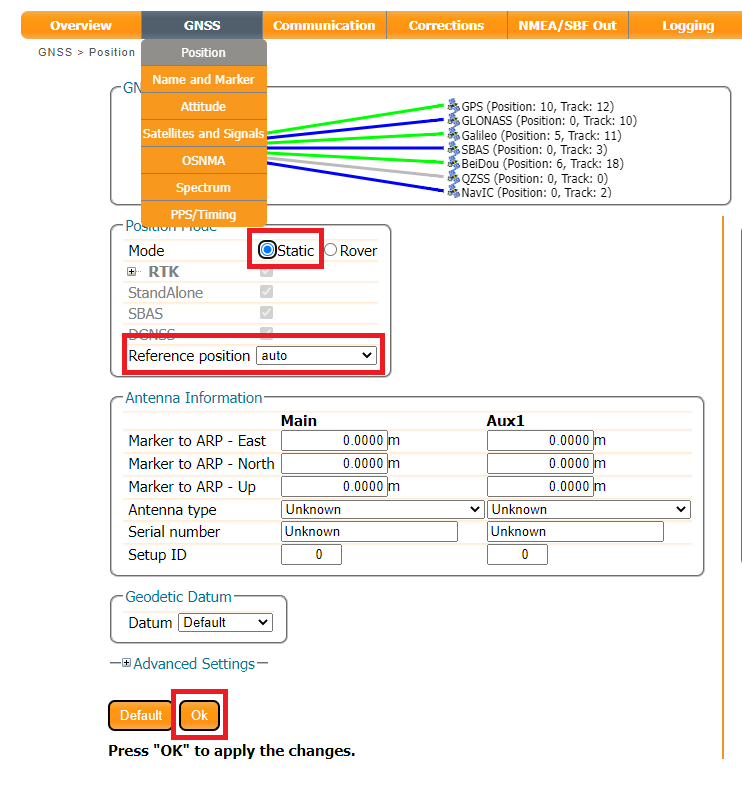 Overview GNSS Communication Corrections NMEA/SBF Out Logging
GNSS > Position
Position
Name and Marker
Attitude
Satellites and Signals
OSNMA
Spectrum
PPS/Timing
GN
GPS (Position: 10, Track: 12)
GLONASS (Position: 0, Track: 10)
Galileo (Position: 5, Track: 11)
SBAS (Position: 0, Track: 3)
BeiDou (Position: 6, Track: 18)
QZSS (Position: 0, Track: 0)
NavIC (Position: 0, Track: 2)
Position Mode
Mode Static Rover
RTK
StandAlone
SBAS
DGNSS
Reference position auto
Antenna Information
Main Aux1
Marker to ARP - East 0.0000 m 0.0000 m
Marker to ARP - North 0.0000 m 0.0000 m
Marker to ARP - Up 0.0000 m 0.0000 m
Antenna type Unknown Unknown
Serial number Unknown Unknown
Setup ID 0 0
Geodetic Datum
Datum Default
Advanced Settings
Default Ok
Press "OK" to apply the changes.